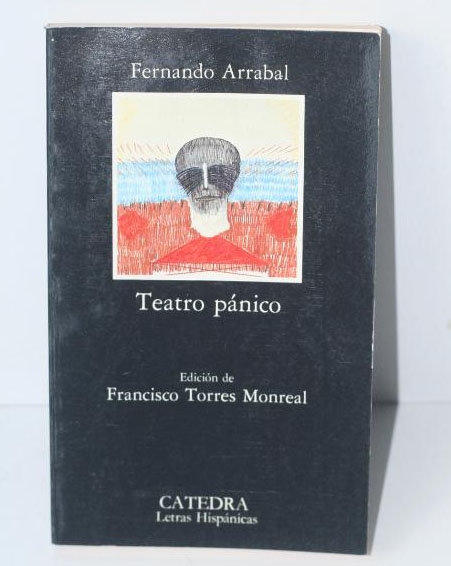 Fernando Arrabal
Teatro pánico
Edición de
Francisco Torres Monreal
CATEDRA
Letras Hispánicas